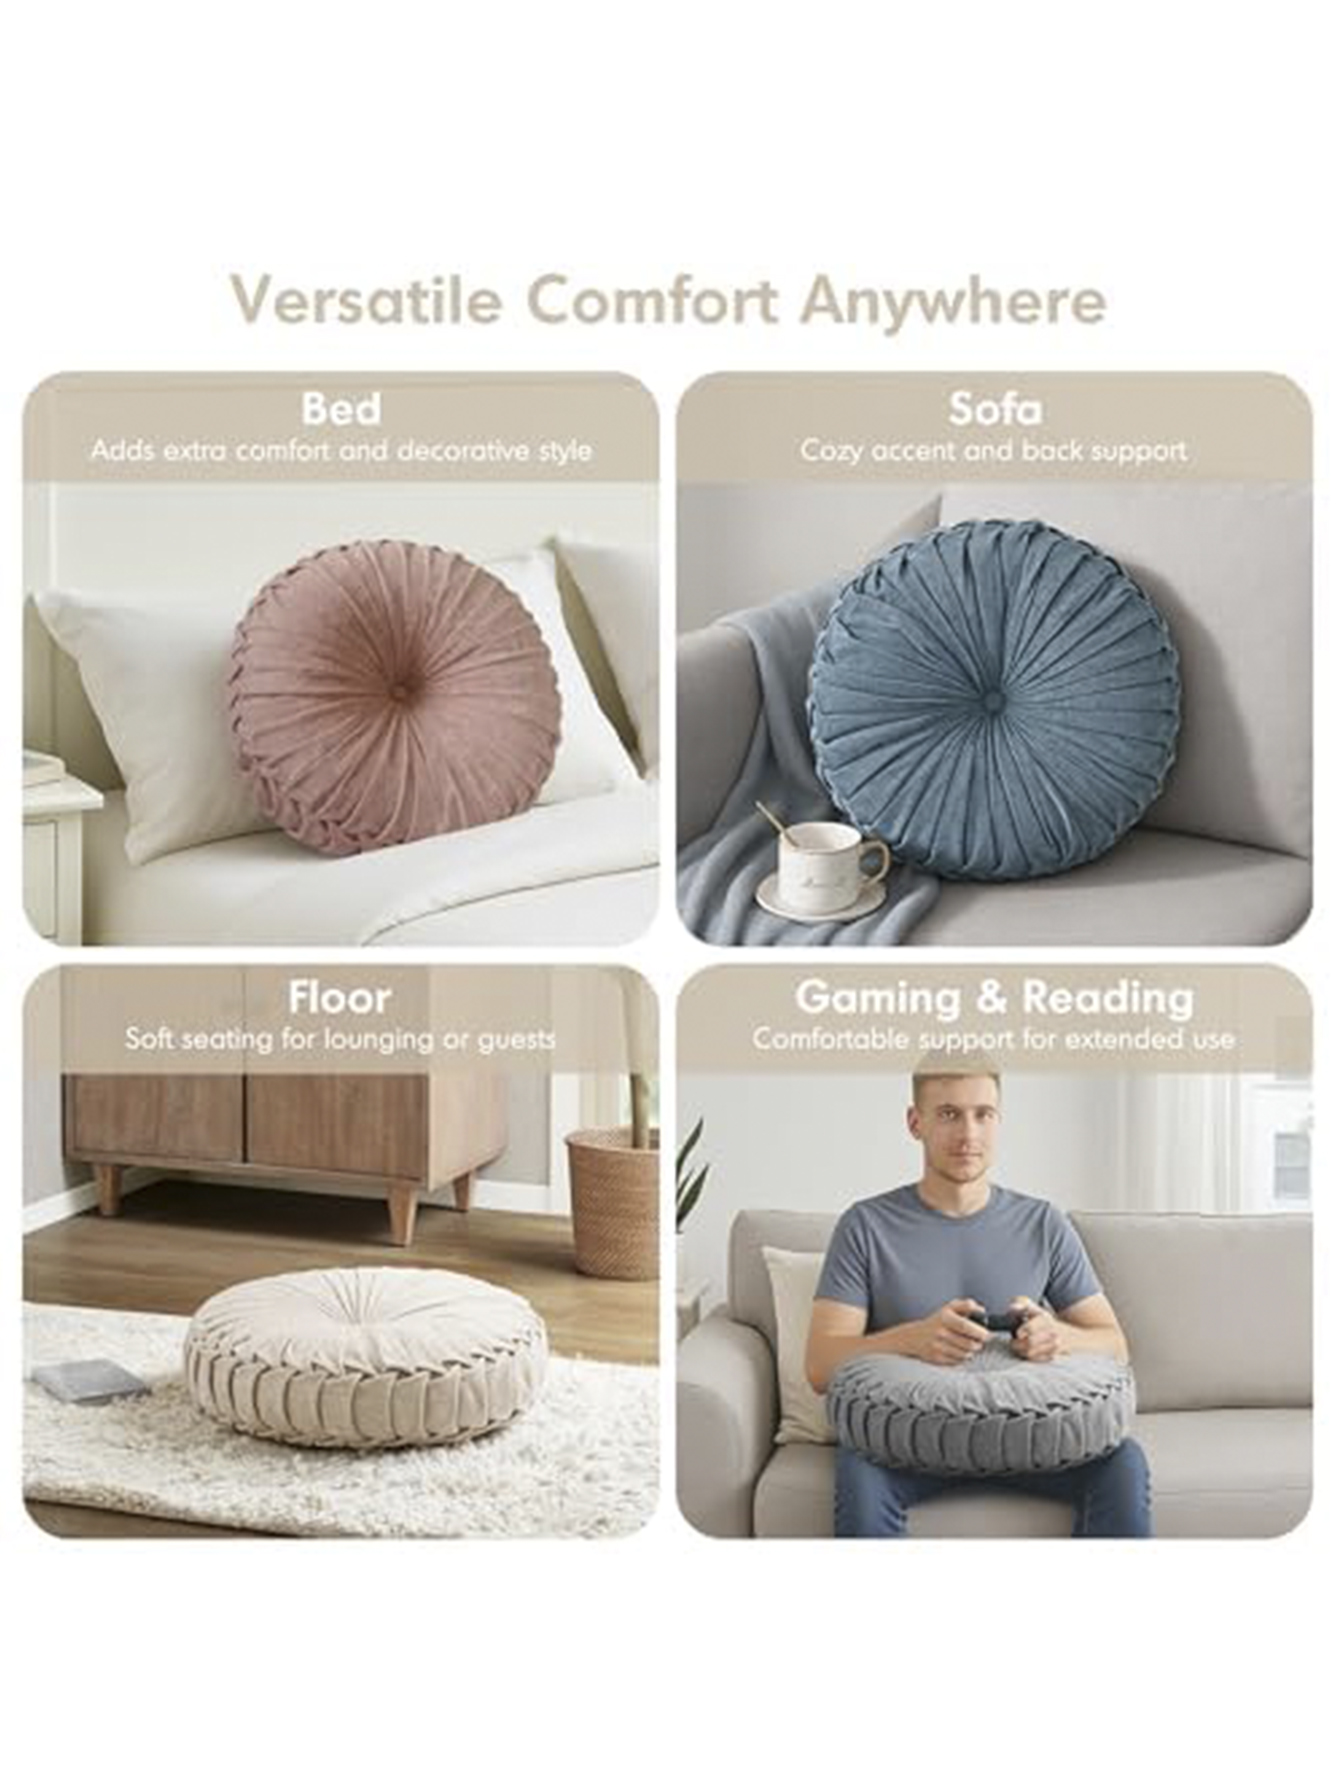 Versatile Comfort Anywhere
Bed
Adds extra comfort and decorative style
Sofa
Cozy accent and back support
Floor
Soft seating for lounging or guests
Gaming & Reading
Comfortable support for extended use